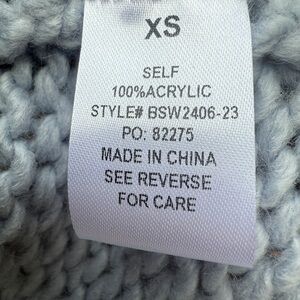 XS
SELF
100%ACRYLIC
STYLE# BSW2406-23
PO: 82275
MADE IN CHINA
SEE REVERSE
FOR CARE